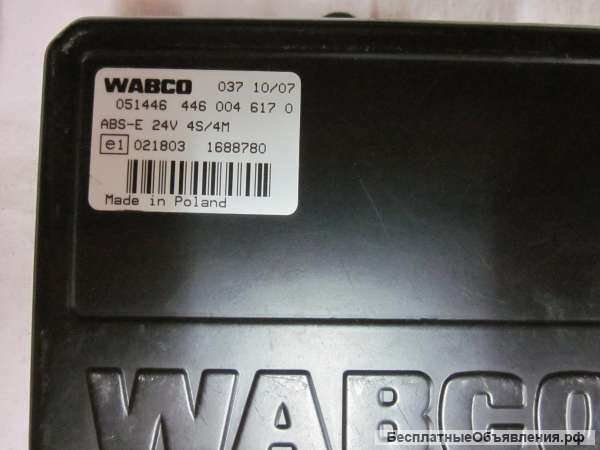 WABCO 037 10/07
051446 446 004 617 0
ABS-E 24V 4S/4M
e1 021803 1688780
Made in Poland
WABCO
БесплатныеОбъявления.рф